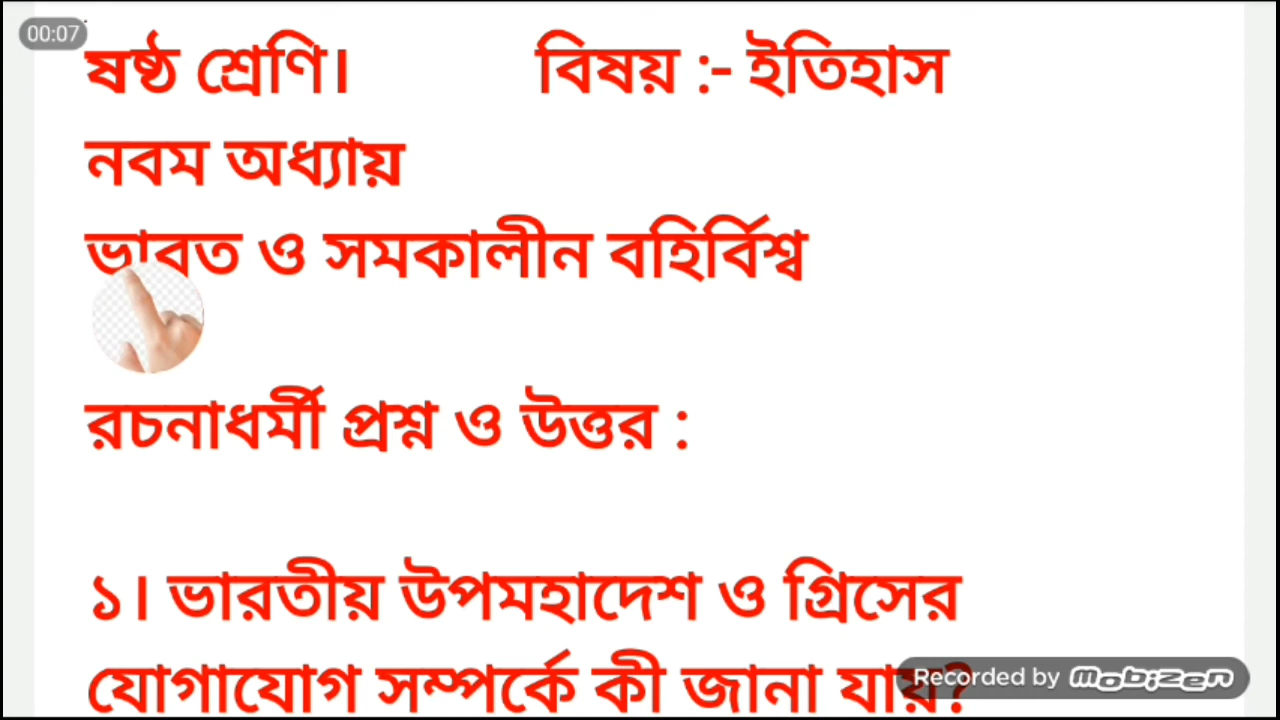 00:07
ষষ্ঠ শ্রেণি। বিষয় :- ইতিহাস
নবম অধ্যায়
ভারত ও সমকালীন বহির্বিশ্ব
রচনাধর্মী প্রশ্ন ও উত্তর :
১। ভারতীয় উপমহাদেশ ও গ্রিসের
যোগাযোগ সম্পর্কে কী জানা যায়?
Recorded by mobizen